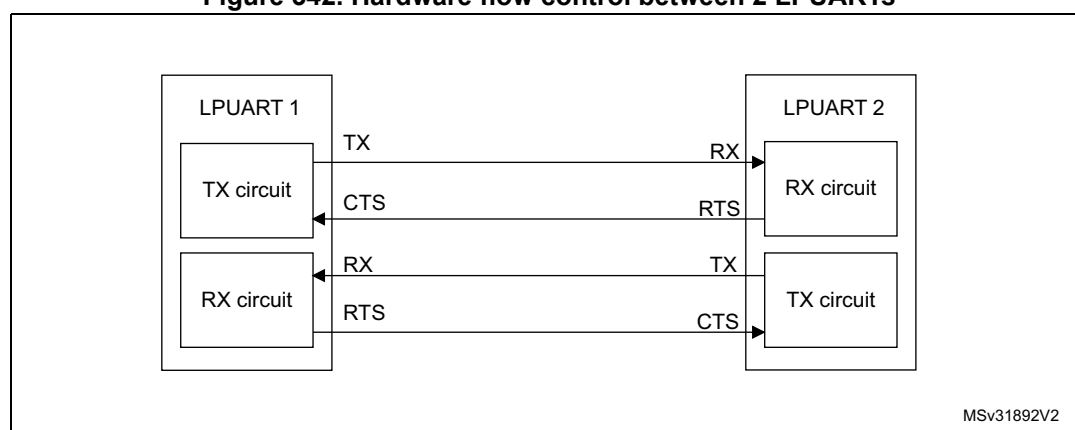 Figure 342. Hardware flow control between 2 LPUARTs
LPUART 1
LPUART 2
TX
RX
TX circuit
RX circuit
CTS
RTS
RX
TX
RX circuit
TX circuit
RTS
CTS
MSv31892V2